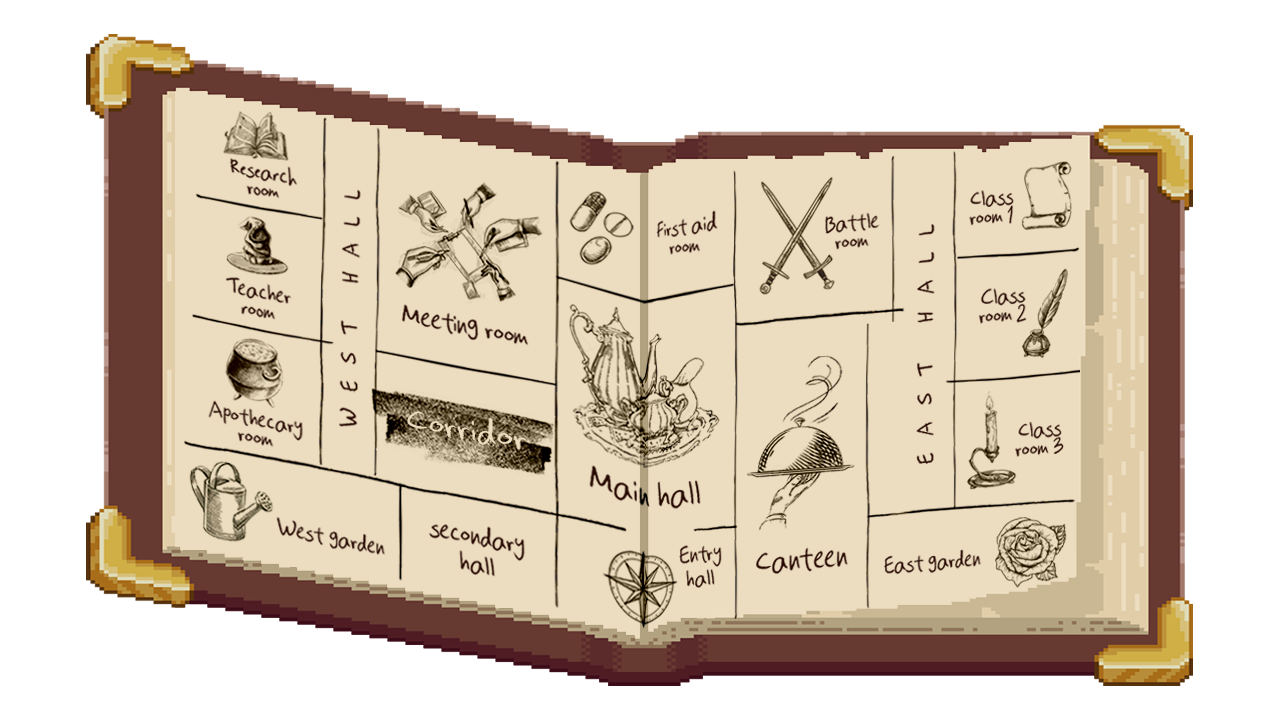 Research
room
Teacher
room
Apothecary
room
WEST HALL
Meeting room
Corridor
West garden
secondary
hall
First aid
room
Main hall
Entry
hall
Battle
room
Canteen
EAST HALL
Class
room 1
Class
room 2
Class
room 3
East garden